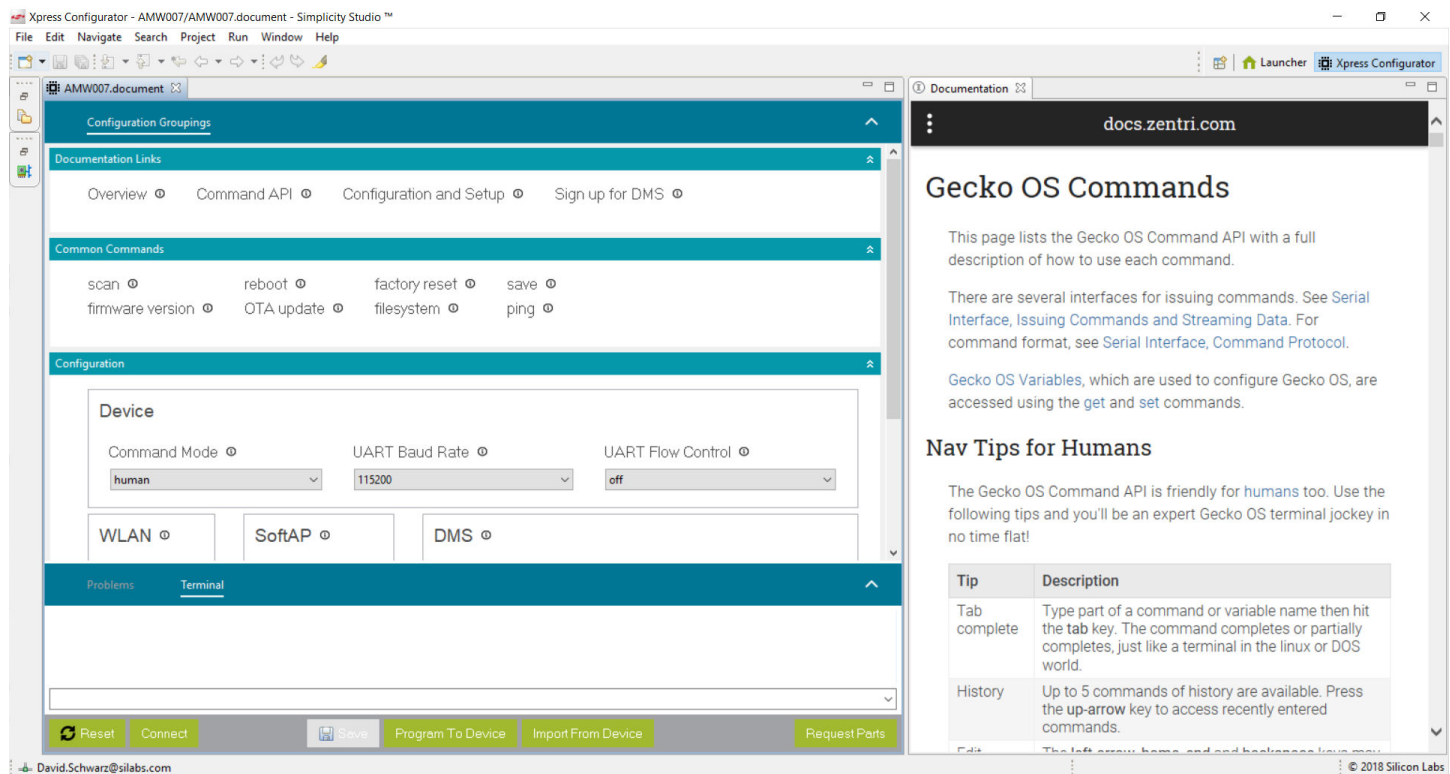 Xpress Configurator - AMW007/AMW007.document - Simplicity Studio ™
File Edit Navigate Search Project Run Window Help
Launcher Xpress Configurator
AMW007.document
Configuration Groupings
Documentation Links
Overview Command API Configuration and Setup Sign up for DMS
Common Commands
scan reboot factory reset save
firmware version OTA update filesystem ping
Configuration
Device
Command Mode UART Baud Rate UART Flow Control
human 115200 off
WLAN SoftAP DMS
Problems Terminal
Reset Connect Save Program To Device Import From Device Request Parts
Documentation
docs.zentri.com
Gecko OS Commands
This page lists the Gecko OS Command API with a full
description of how to use each command.
There are several interfaces for issuing commands. See Serial
Interface, Issuing Commands and Streaming Data. For
command format, see Serial Interface, Command Protocol.
Gecko OS Variables, which are used to configure Gecko OS, are
accessed using the get and set commands.
Nav Tips for Humans
The Gecko OS Command API is friendly for humans too. Use the
following tips and you'll be an expert Gecko OS terminal jockey in
no time flat!
Tip Description
Tab complete Type part of a command or variable name then hit
the tab key. The command completes or partially
completes, just like a terminal in the linux or DOS
world.
History Up to 5 commands of history are available. Press
the up-arrow key to access recently entered
commands.
Edit The left-arrow, home, end and backspace keys may
David.Schwarz@silabs.com
© 2018 Silicon Labs